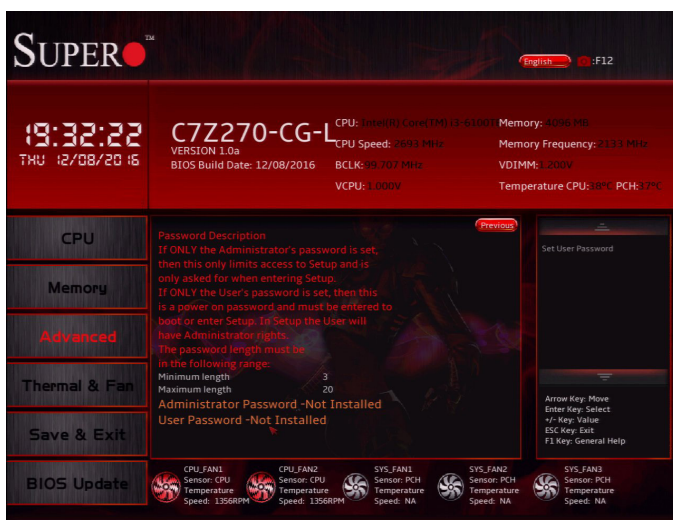 SUPER TM
English :F12
19:32:22
THU 12/08/2016
C7Z270-CG-L
VERSION 1.0a
BIOS Build Date: 12/08/2016
CPU: Intel(R) Core(TM) i3-6100T
CPU Speed: 2693 MHz
BCLK:99.707 MHz
VCPU: 1.000V
Memory: 4096 MB
Memory Frequency:2133 MHz
VDIMM:1.200V
Temperature CPU:38°C PCH:37°C
CPU
Memory
Advanced
Thermal & Fan
Save & Exit
BIOS Update
Previous
Password Description
If ONLY the Administrator's password is set,
then this only limits access to Setup and is
only asked for when entering Setup.
If ONLY the User's password is set, then this
is a power on password and must be entered to
boot or enter Setup. In Setup the User will
have Administrator rights.
The password length must be
in the following range:
Minimum length 3
Maximum length 20
Administrator Password -Not Installed
User Password -Not Installed
Set User Password
Arrow Key: Move
Enter Key: Select
+/- Key: Value
ESC Key: Exit
F1 Key: General Help
CPU_FAN1
Sensor: CPU
Temperature
Speed: 1356RPM
CPU_FAN2
Sensor: CPU
Temperature
Speed: 1356RPM
SYS_FAN1
Sensor: PCH
Temperature
Speed: NA
SYS_FAN2
Sensor: PCH
Temperature
Speed: NA
SYS_FAN3
Sensor: PCH
Temperature
Speed: NA